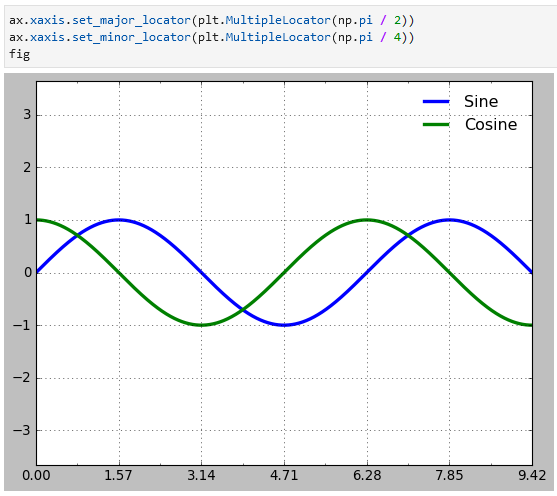 ax.xaxis.set_major_locator(plt.MultipleLocator(np.pi / 2))
ax.xaxis.set_minor_locator(plt.MultipleLocator(np.pi / 4))
fig
Sine
Cosine
3
2
1
0
−1
−2
−3
0.00 1.57 3.14 4.71 6.28 7.85 9.42